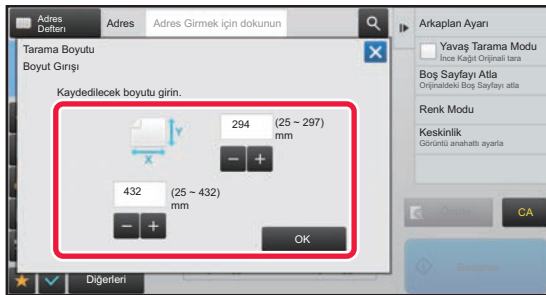 Adres Defteri
Adres
Adres Girmek için dokunun
Tarama Boyutu
Boyut Girişi
Kaydedilecek boyutu girin.
Y
X
294
(25 ~ 297)
mm
432
(25 ~ 432)
mm
OK
Diğerleri
Arkaplan Ayarı
Yavaş Tarama Modu
İnce Kağıt Orijinali tara
Boş Sayfayı Atla
Orijinaldeki Boş Sayfayı atla
Renk Modu
Keskinlik
Görüntü anahattı ayarla
CA